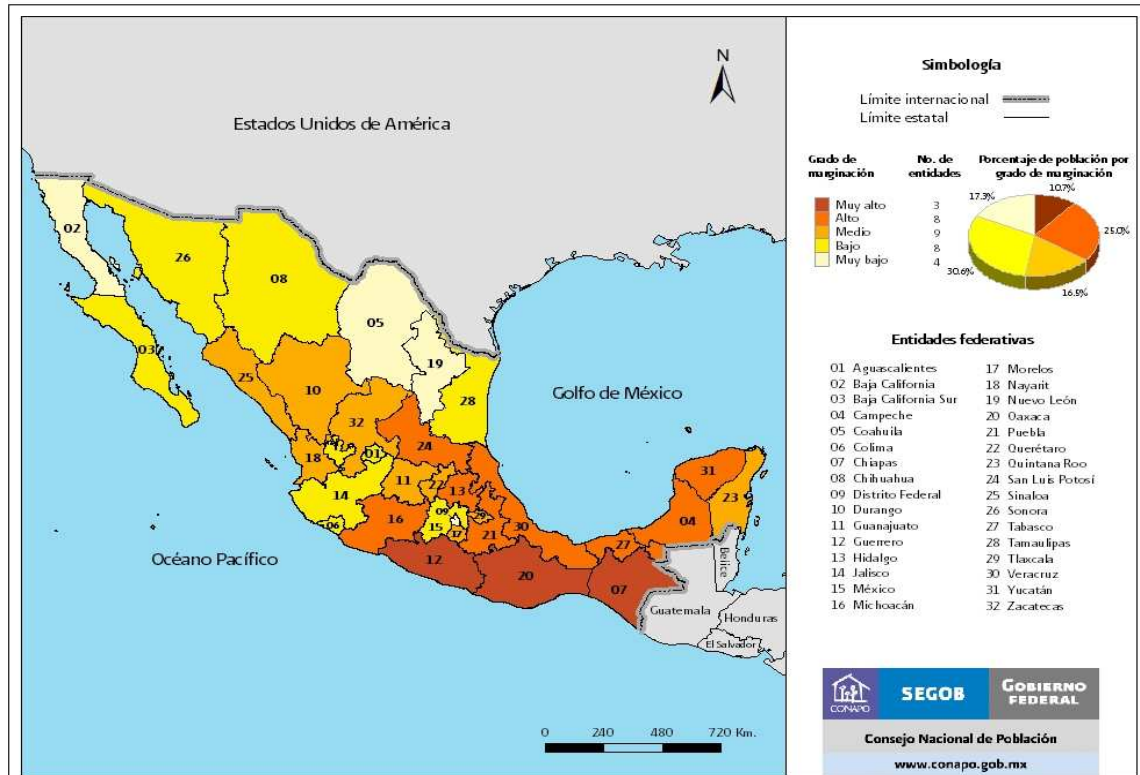 N
Estados Unidos de América
Golfo de México
Océano Pacífico
Belice
Guatemala
Honduras
El Salvador
02
26
08
03
05
19
28
25
10
32
24
18
01
14
11
22
13
06
16
15
09
17
29
21
30
12
20
07
27
04
31
23
0 240 480 720 Km.
Simbología
Límite internacional
Límite estatal
Grado de marginación
No. de entidades
Muy alto 3
Alto 8
Medio 9
Bajo 8
Muy bajo 4
Porcentaje de población por
grado de marginación
10.7%
25.0%
16.5%
30.6%
17.3%
Entidades federativas
01 Aguascalientes
02 Baja California
03 Baja California Sur
04 Campeche
05 Coahuila
06 Colima
07 Chiapas
08 Chihuahua
09 Distrito Federal
10 Durango
11 Guanajuato
12 Guerrero
13 Hidalgo
14 Jalisco
15 México
16 Michoacán
17 Morelos
18 Nayarit
19 Nuevo León
20 Oaxaca
21 Puebla
22 Querétaro
23 Quintana Roo
24 San Luis Potosí
25 Sinaloa
26 Sonora
27 Tabasco
28 Tamaulipas
29 Tlaxcala
30 Veracruz
31 Yucatán
32 Zacatecas
CONAPO
SEGOB
GOBIERNO
FEDERAL
Consejo Nacional de Población
www.conapo.gob.mx